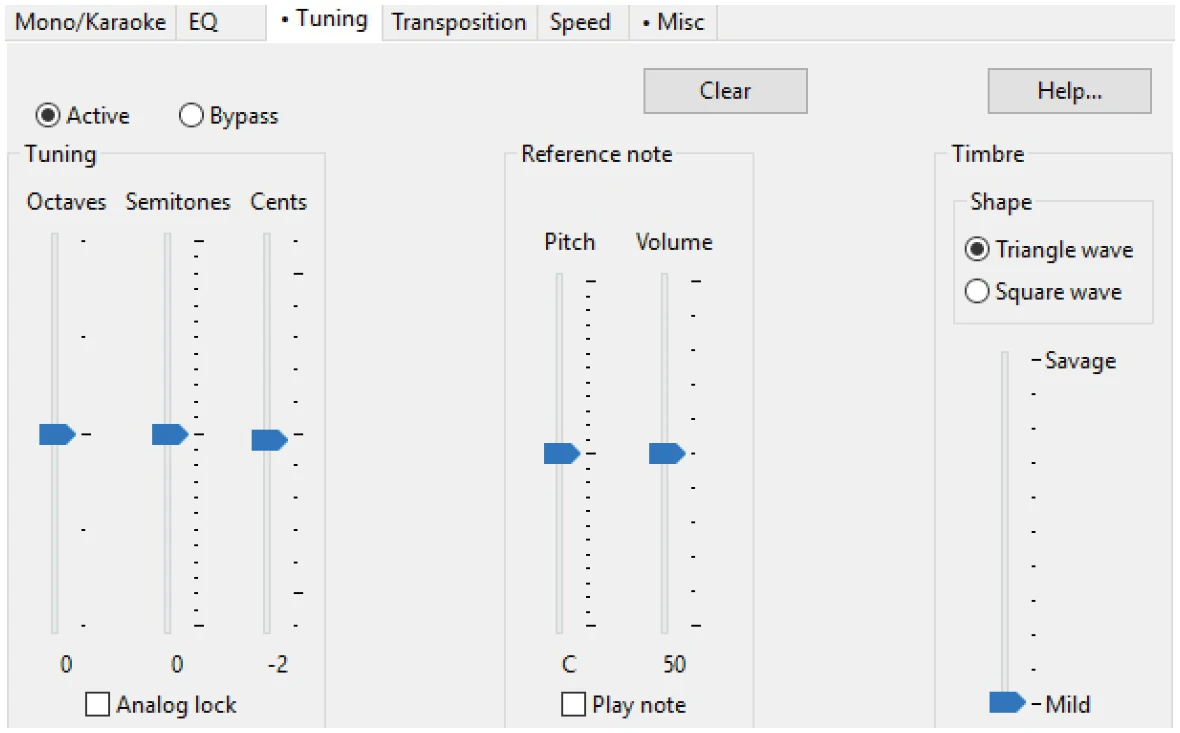 Mono/Karaoke EQ • Tuning Transposition Speed • Misc
Clear Help...
Active Bypass
Tuning Reference note Timbre
Octaves Semitones Cents Shape
Pitch Volume
Triangle wave
Square wave
Savage
0 0 -2 C 50
Analog lock Play note Mild